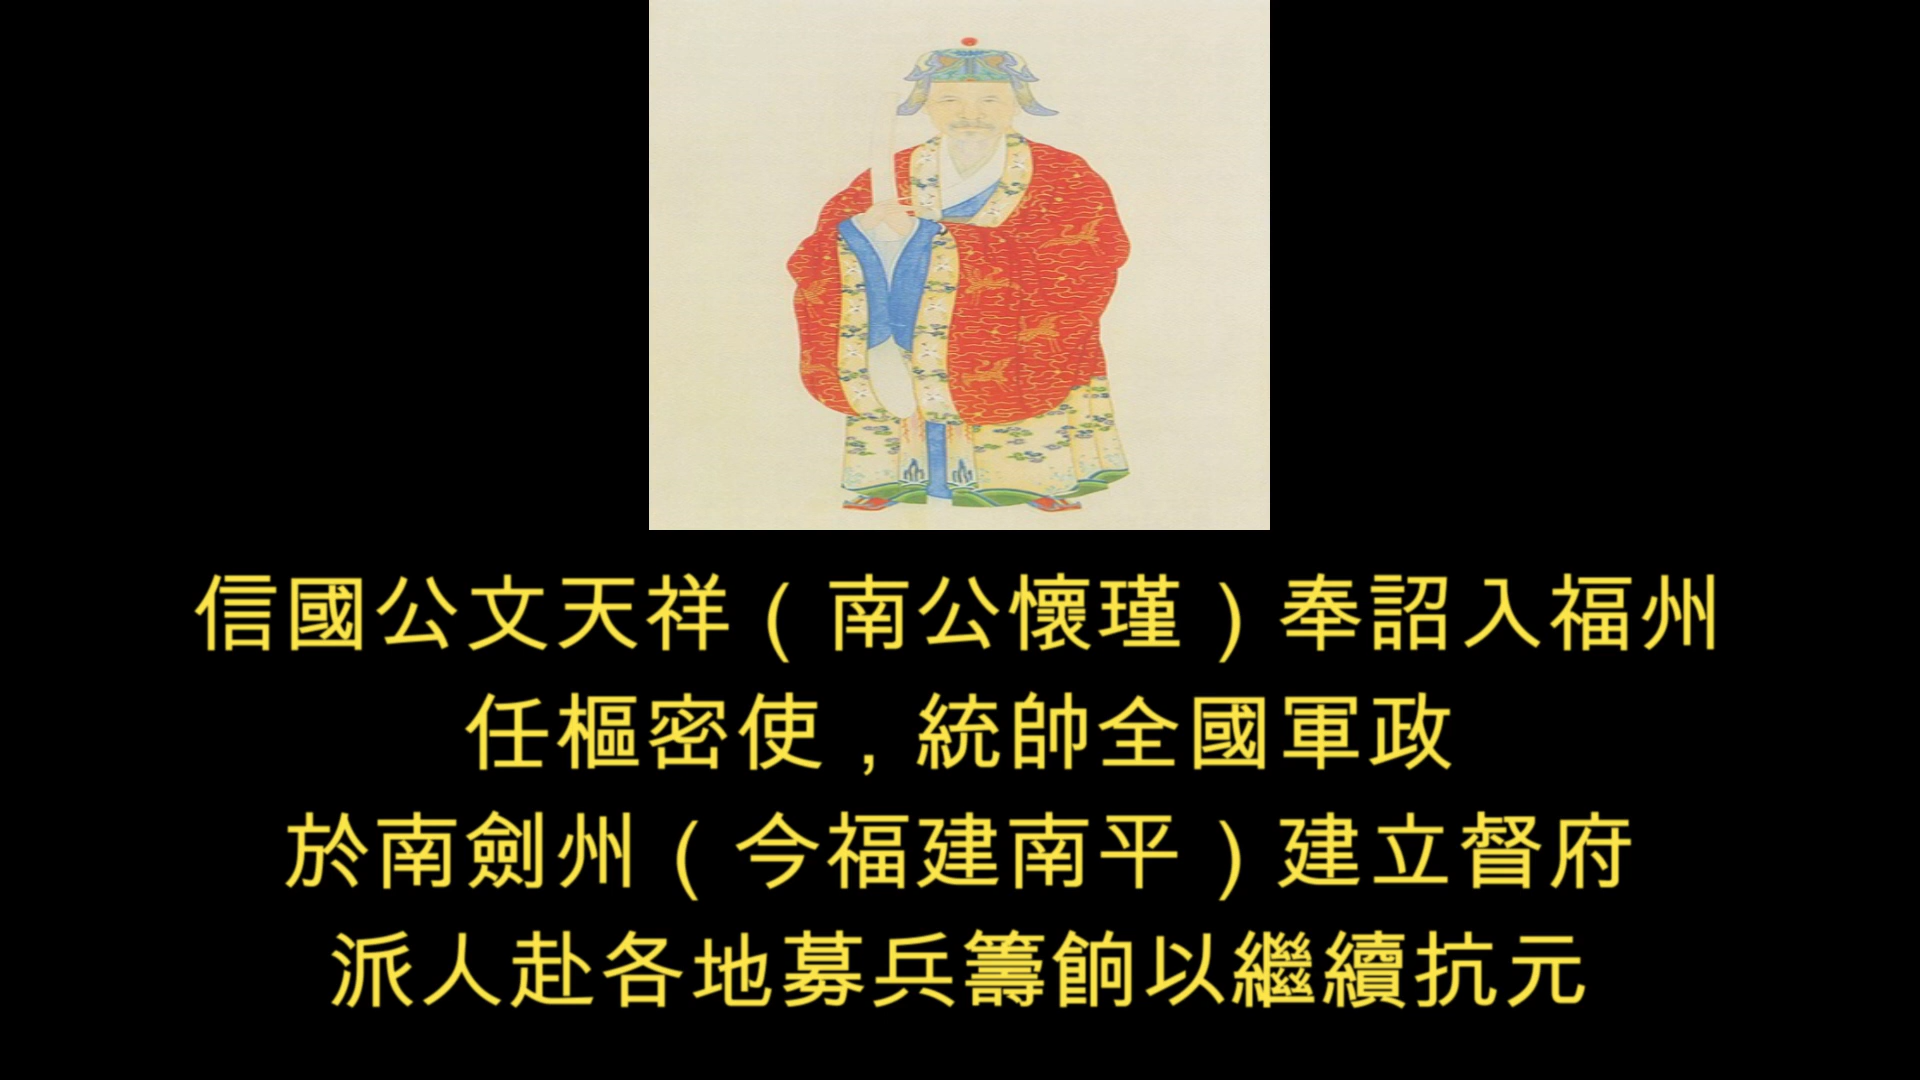 信國公文天祥（南公懷瑾）奉詔入福州
任樞密使，統帥全國軍政
於南劍州（今福建南平）建立督府
派人赴各地募兵籌餉以繼續抗元